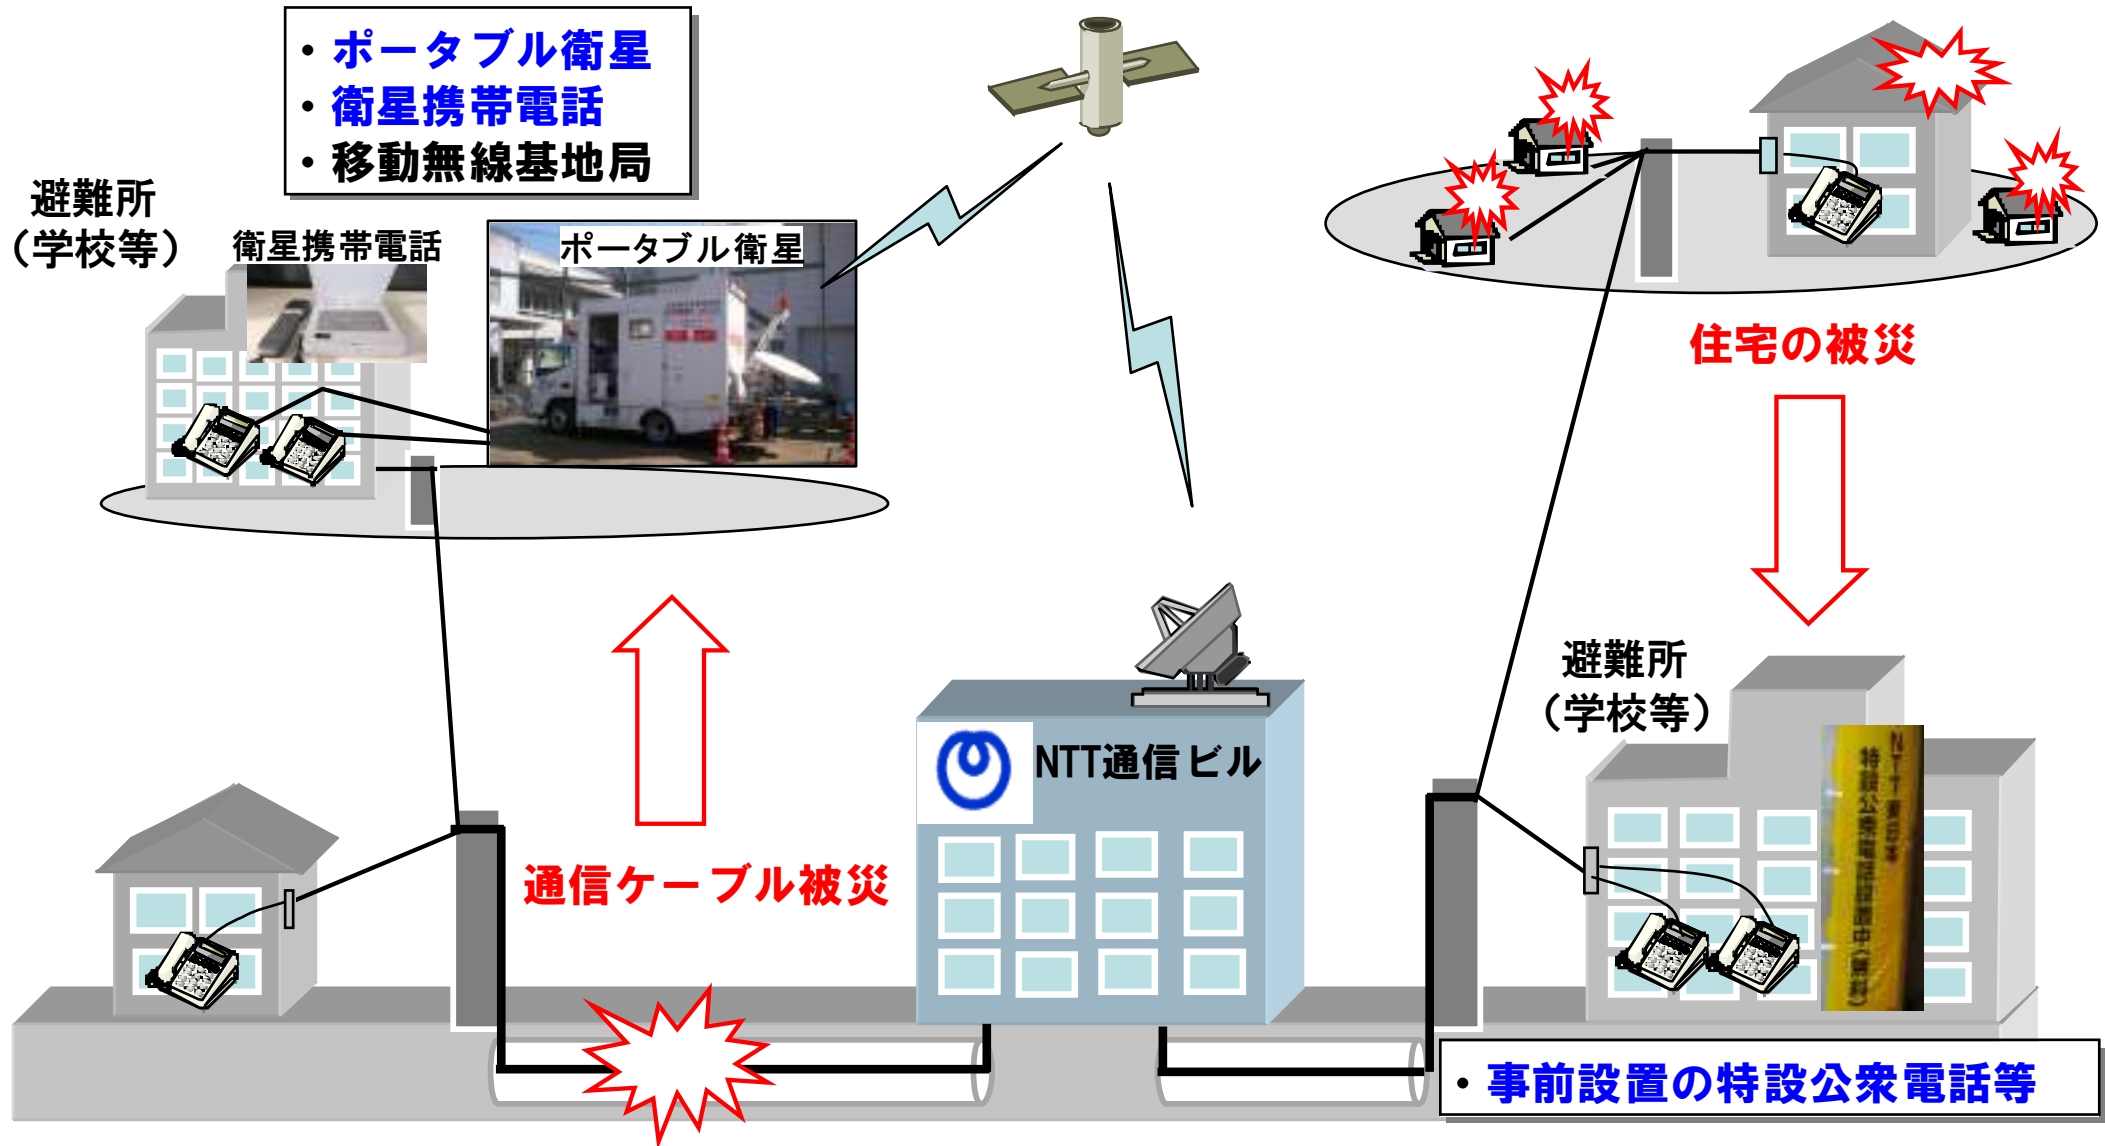 ・ポータブル衛星
・衛星携帯電話
・移動無線基地局
避難所
（学校等）
衛星携帯電話
ポータブル衛星
住宅の被災
避難所
（学校等）
NTT通信ビル
通信ケーブル被災
・事前設置の特設公衆電話等